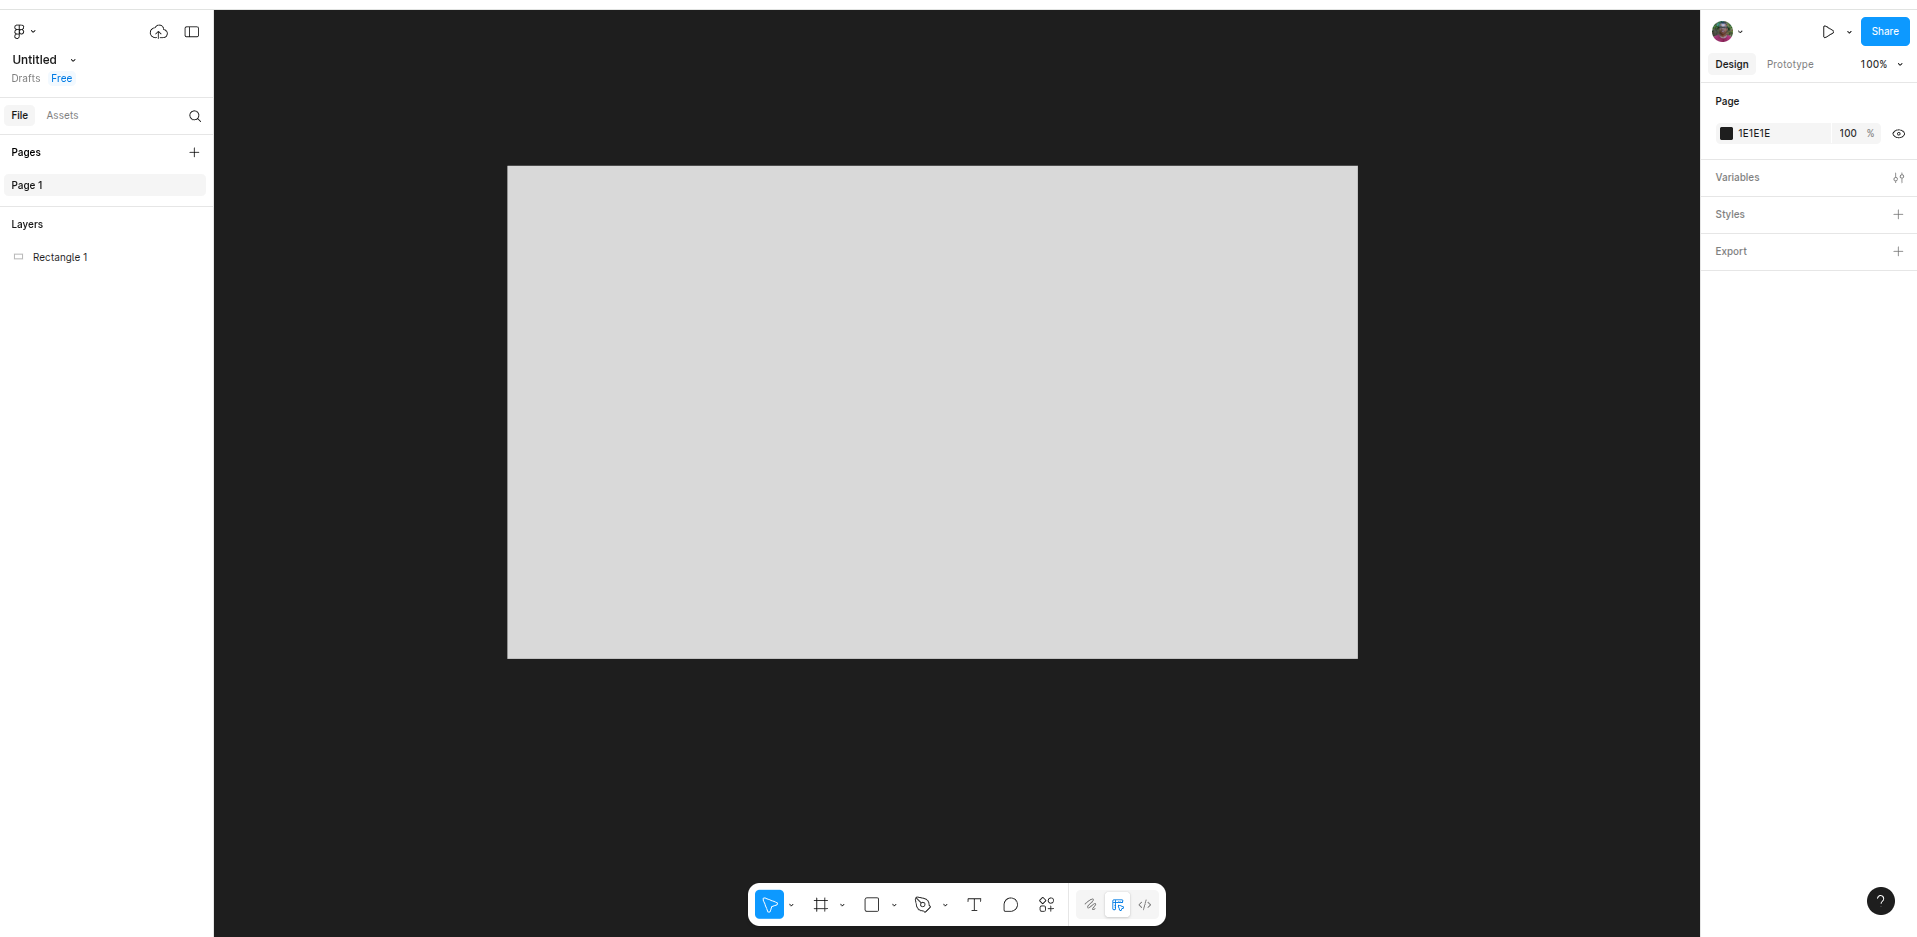 Untitled
Drafts Free
File Assets
Pages
Page 1
Layers
Rectangle 1
Share
Design Prototype 100%
Page
1E1E1E 100 %
Variables
Styles
Export
?